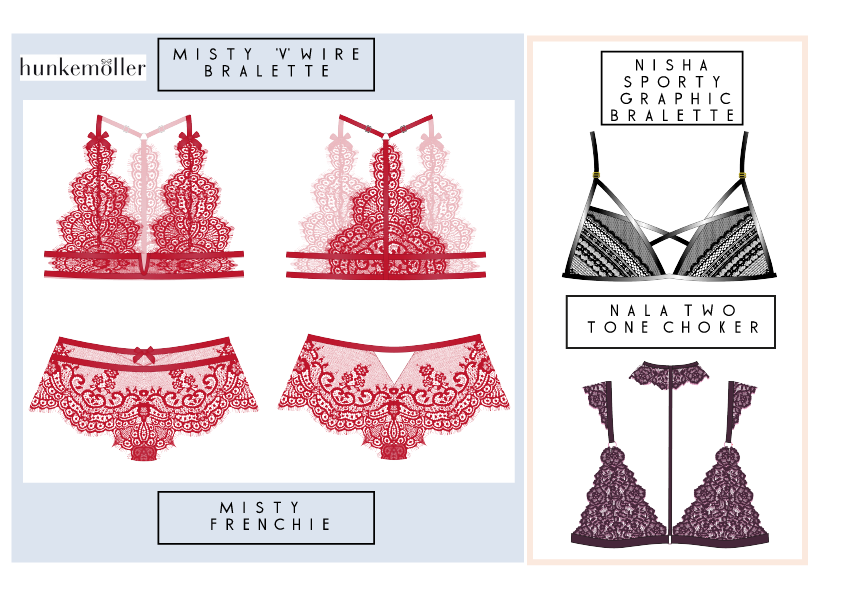 hunkemöller
MISTY 'V' WIRE
BRALETTE
MISTY
FRENCHIE
NISHA
SPORTY
GRAPHIC
BRALETTE
NALA TWO
TONE CHOKER